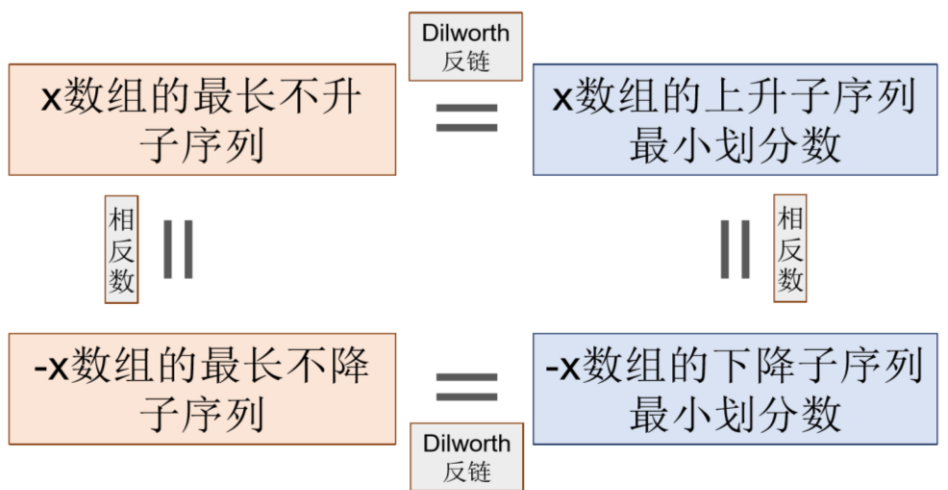 Dilworth
反链
x数组的最长不升
子序列
x数组的上升子序列
最小划分数
相
反
数
相
反
数
-x数组的最长不降
子序列
-x数组的下降子序列
最小划分数
Dilworth
反链